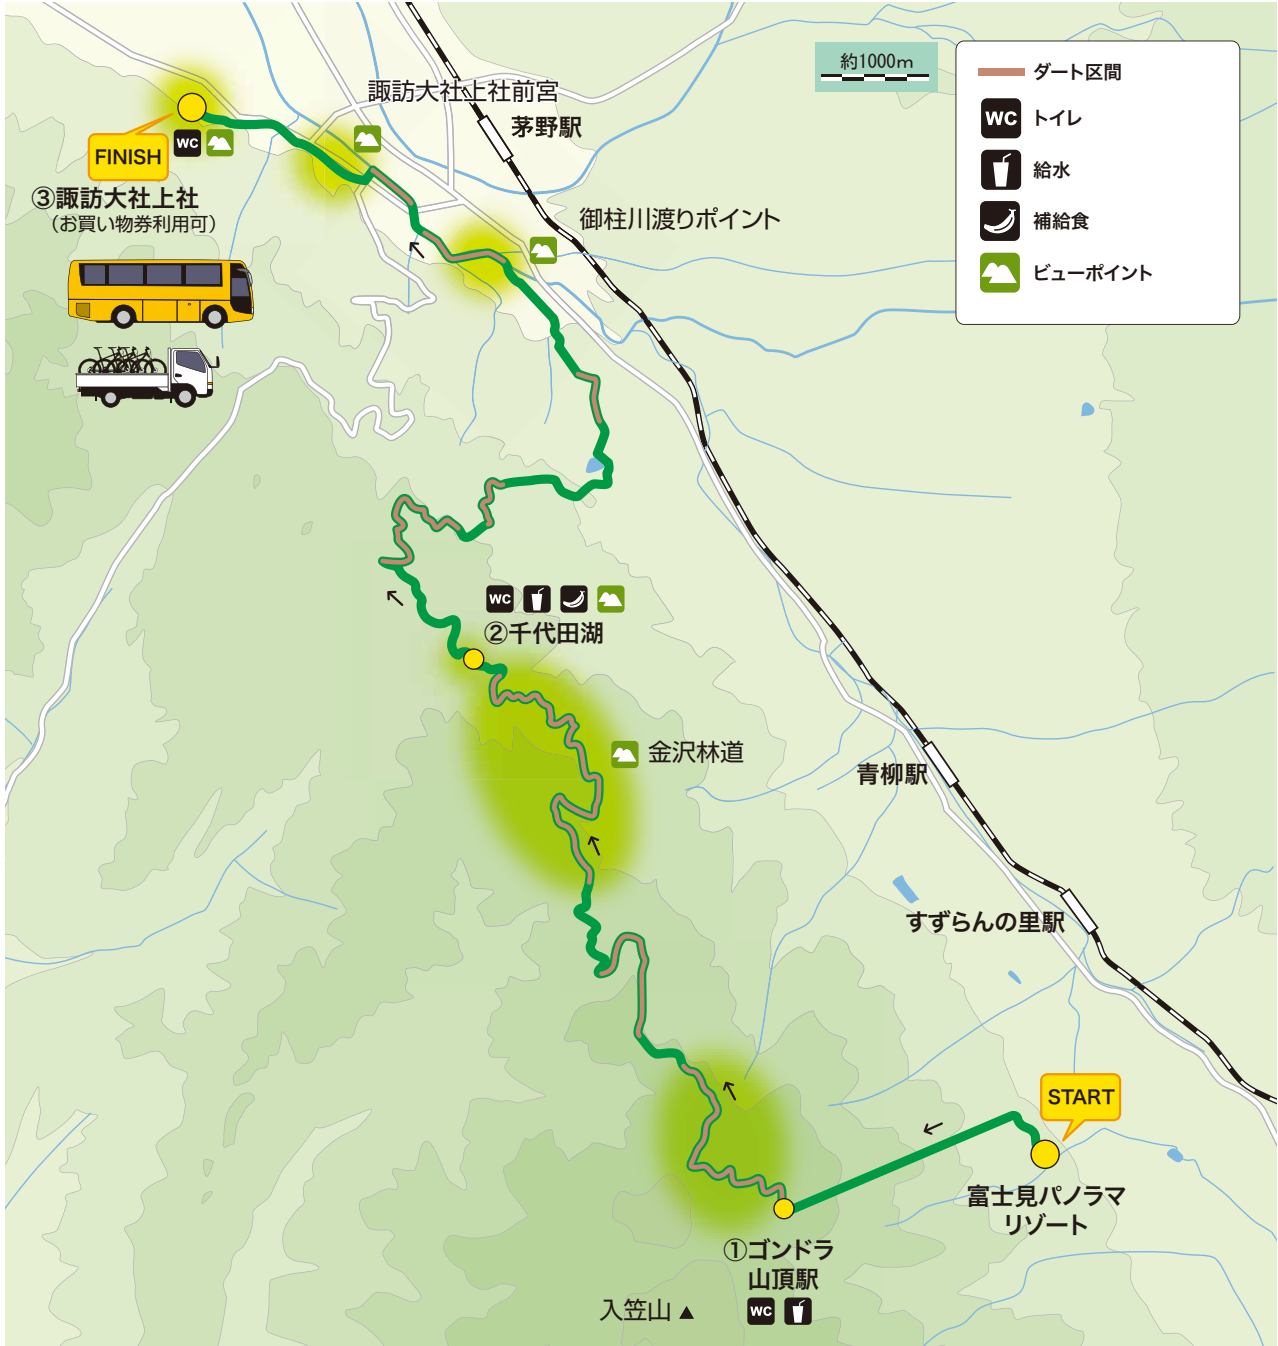 約1000m
ダート区間
WC
トイレ
給水
補給食
ビューポイント
諏訪大社上社前宮
茅野駅
FINISH
WC
③諏訪大社上社
（お買い物券利用可）
御柱川渡りポイント
WC
②千代田湖
金沢林道
青柳駅
すずらんの里駅
START
富士見パノラマ
リゾート
①ゴンドラ
山頂駅
入笠山▲
WC